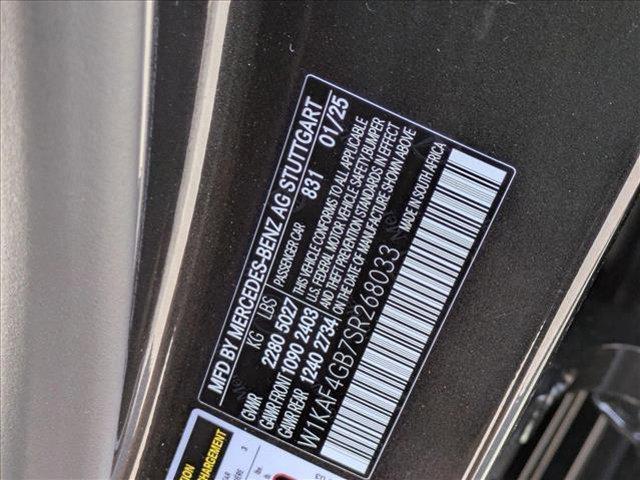 MFD BY MERCEDES-BENZ AG STUTTGART
KG / LBS PASSENGER CAR 831 01/25
GVWR 2280 5027 THIS VEHICLE CONFORMS TO ALL APPLICABLE
GAWR FRONT 1090 2403 U.S. FEDERAL MOTOR VEHICLE SAFETY, BUMPER
GAWR REAR 1240 2734 AND THEFT PREVENTION STANDARDS IN EFFECT
ON THE DATE OF MANUFACTURE SHOWN ABOVE
W1KAF4GB7SR268033 MADE IN SOUTH AFRICA
CHARGEMENT